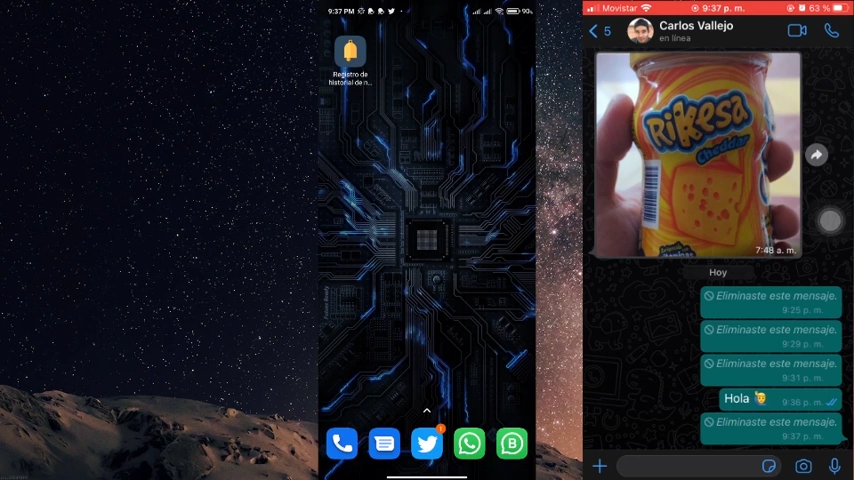 9:37 PM
90
Registro de
historial de n...
1
B
Movistar
9:37 p. m.
63 %
5
Carlos Vallejo
en línea
Rikesa
Cheddar
7:48 a. m.
Hoy
Eliminaste este mensaje.
9:25 p. m.
Eliminaste este mensaje.
9:29 p. m.
Eliminaste este mensaje.
9:31 p. m.
Hola 🙋‍♂️
9:36 p. m.
Eliminaste este mensaje.
9:37 p. m.